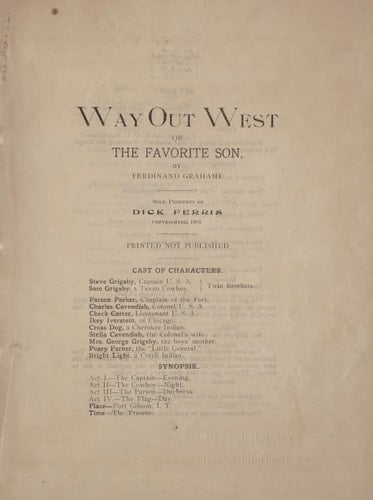 WAY OUT WEST
OR
THE FAVORITE SON,
BY
FERDINAND GRAHAME
SOLE PROPERTY OF
DICK FERRIS
COPYRIGHTED, 1903.
PRINTED NOT PUBLISHED
CAST OF CHARACTERS.
Steve Grigsby, Captain U. S. A.
Sam Grigsby, a Texan Cowboy.
Twin Brothers.
Parson Parker, Chaplain of the Fort.
Charles Cavendish, Colonel U. S. A.
Check Carter, Lieutenant U. S. A.
Ikey Iverstein, of Chicago.
Cross Dog, a Cherokee Indian.
Stella Cavendish, the Colonel's wife.
Mrs. George Grigsby, the boys' mother.
Posey Parker, the "Little General."
Bright Light, a Creek Indian.
SYNOPSIS.
Act I.—The Captain—Evening.
Act II—The Cowboy—Night.
Act III—The Parson—Daybreak.
Act IV.—The Flag—Day.
Place—Fort Gibson, I. T.
Time—The Present.